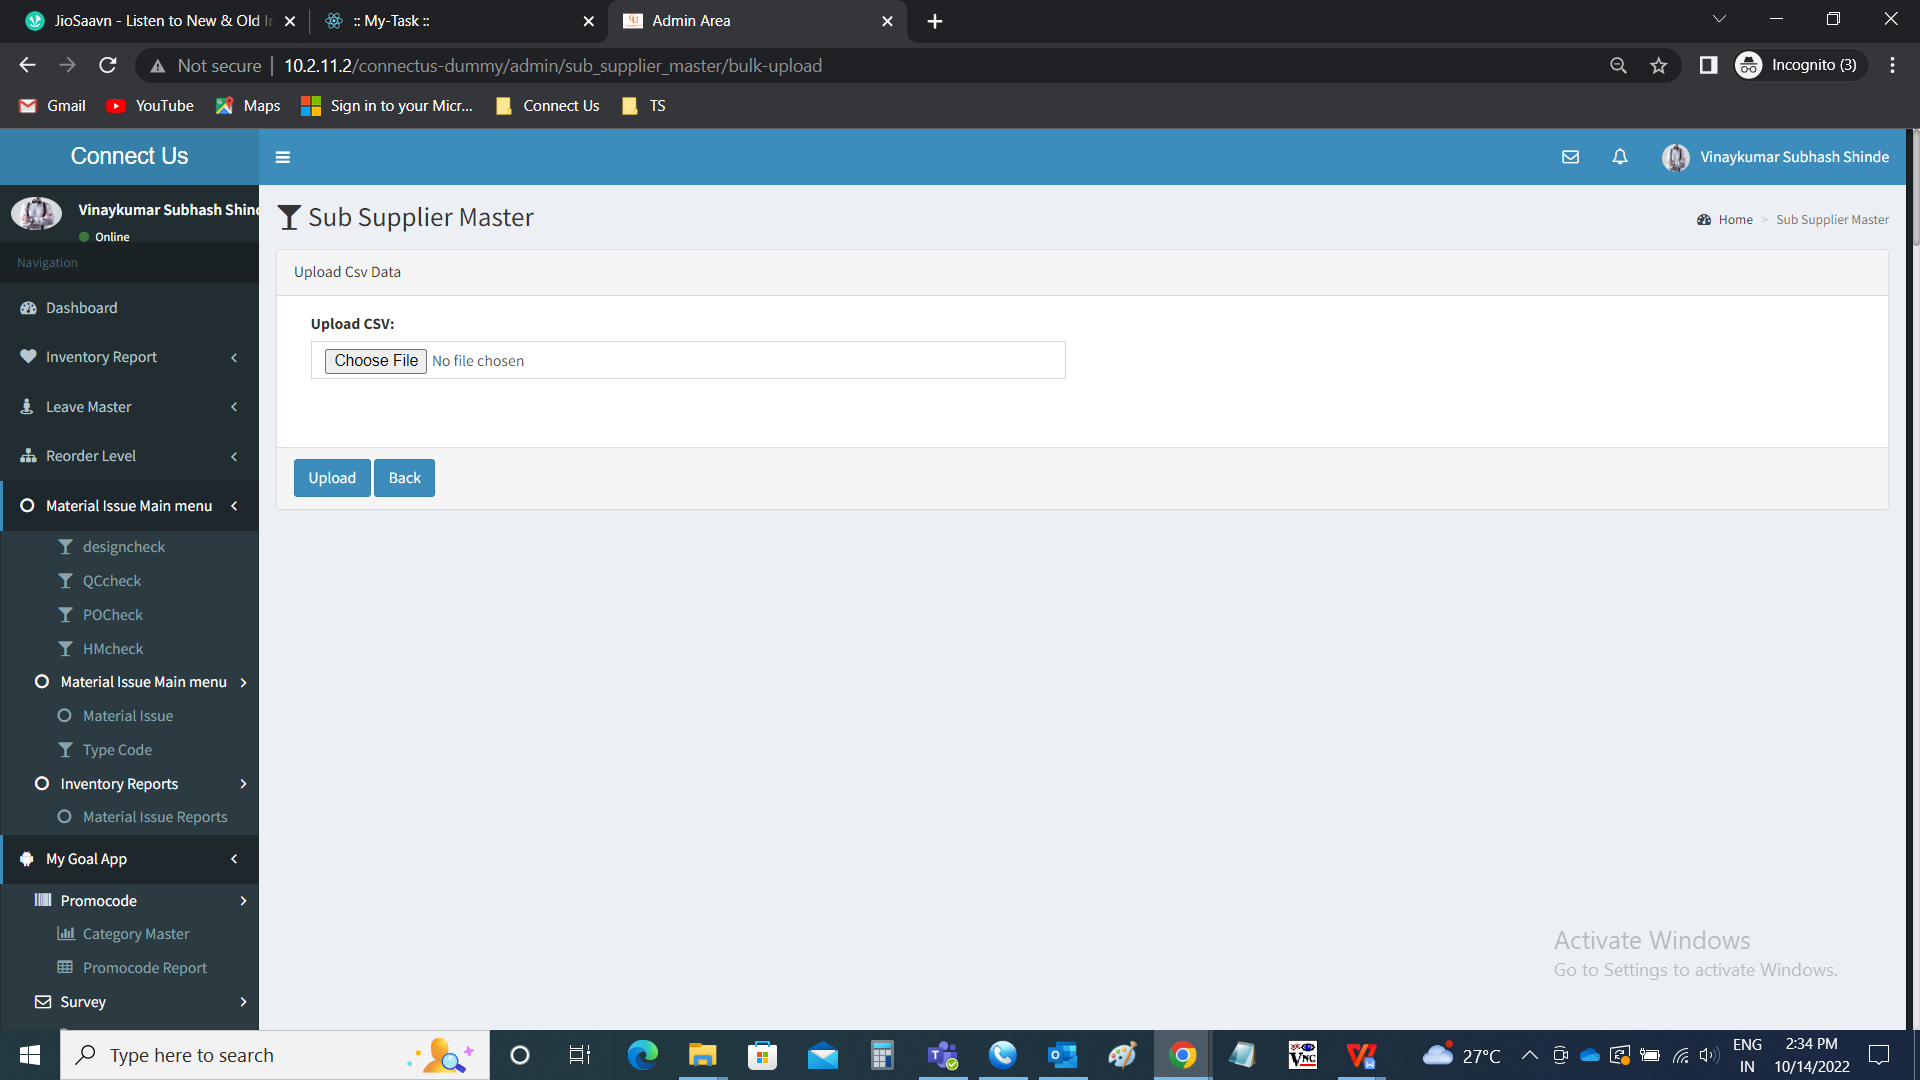 JioSaavn - Listen to New & Old In
:: My-Task ::
Admin Area
Not secure
10.2.11.2/connectus-dummy/admin/sub_supplier_master/bulk-upload
Incognito (3)
Gmail
YouTube
Maps
Sign in to your Micr...
Connect Us
TS
Connect Us
Vinaykumar Subhash Shinde
Vinaykumar Subhash Shind
Online
Navigation
Dashboard
Inventory Report
Leave Master
Reorder Level
Material Issue Main menu
designcheck
QCcheck
POCheck
HMcheck
Material Issue Main menu
Material Issue
Type Code
Inventory Reports
Material Issue Reports
My Goal App
Promocode
Category Master
Promocode Report
Survey
Sub Supplier Master
Home > Sub Supplier Master
Upload Csv Data
Upload CSV:
Choose File No file chosen
Upload
Back
Activate Windows
Go to Settings to activate Windows.
Type here to search
27°C
ENG
IN
2:34 PM
10/14/2022